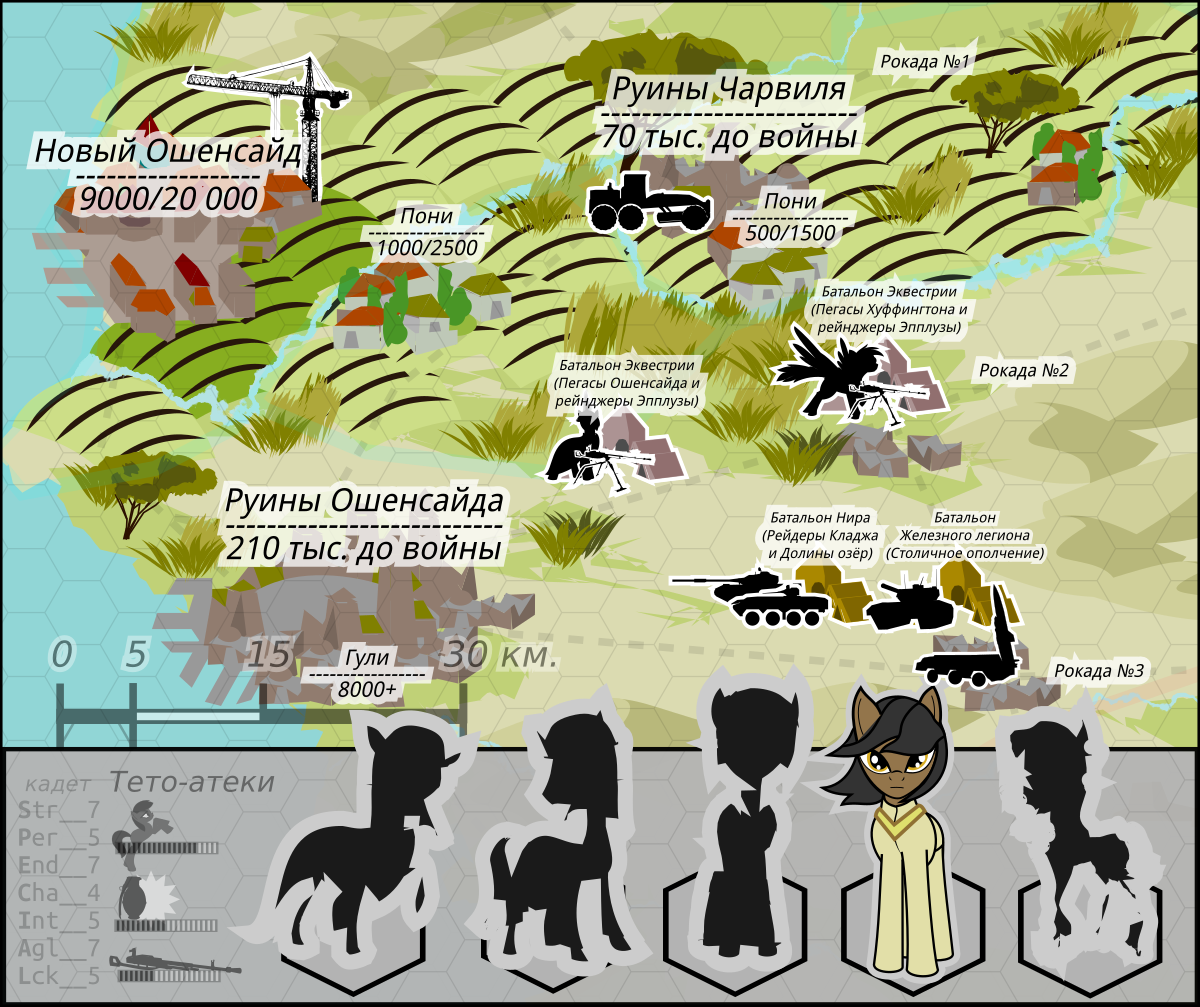 Рокада №1
Руины Чарвиля
70 тыс. до войны
Новый Ошенсайд
9000/20 000
Пони
1000/2500
Пони
500/1500
Батальон Эквестрии
(Пегасы Хуффингтона и
рейнджеры Эпплузы)
Батальон Эквестрии
(Пегасы Ошенсайда и
рейнджеры Эпплузы)
Рокада №2
Руины Ошенсайда
210 тыс. до войны
Батальон Нира
(Рейдеры Кладжа
и Долины озёр)
Батальон
Железного легиона
(Столичное ополчение)
0 5 15 30 км.
Гули
8000+
Рокада №3
кадет Тето-атеки
Str__7
Per__5
End__7
Cha__4
Int__5
Agl__7
Lck__5